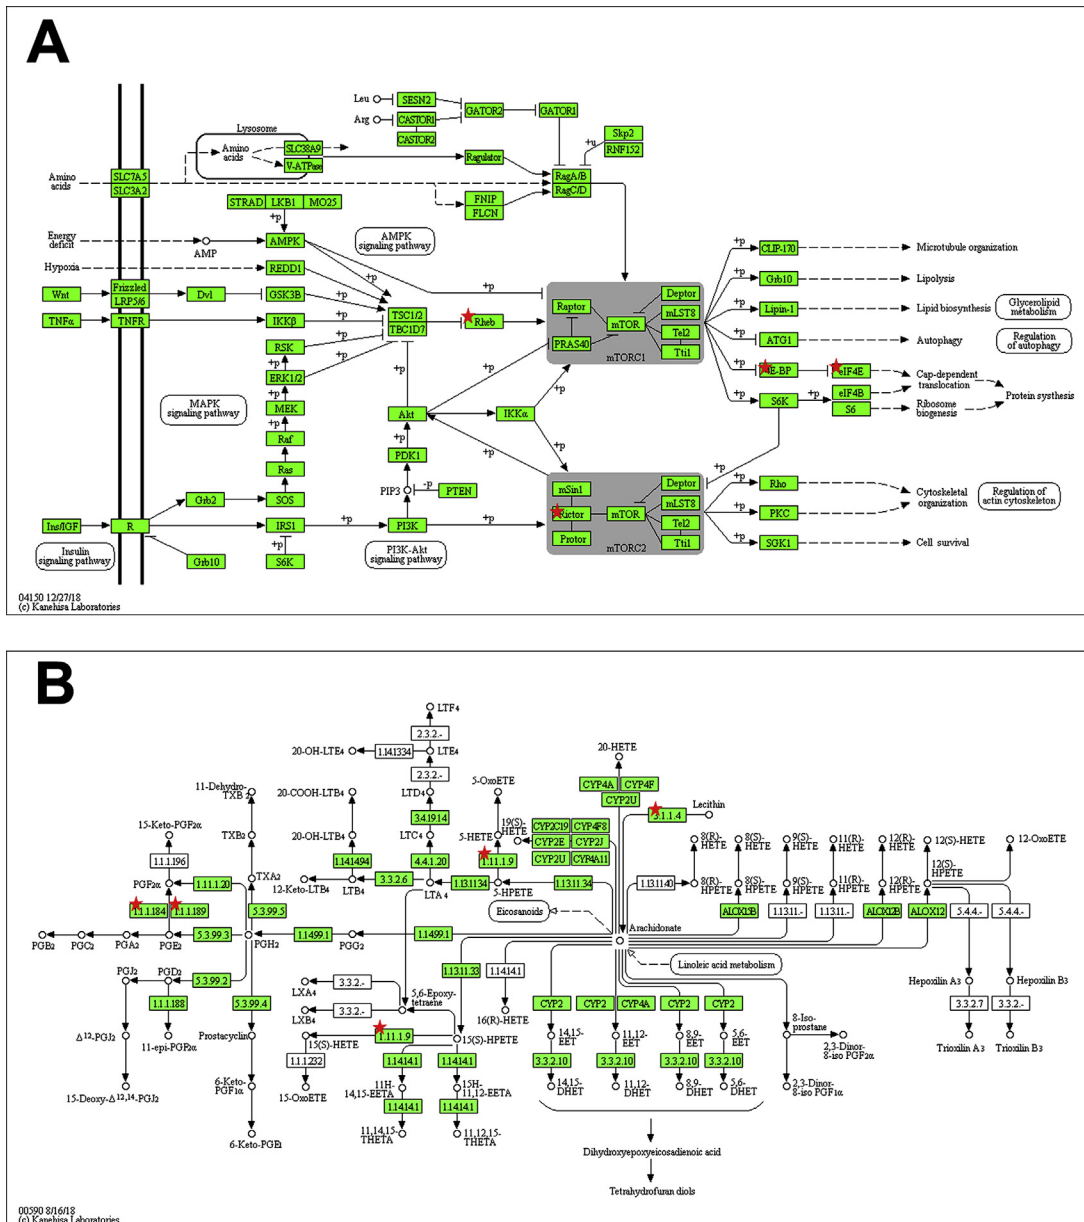 A
Leu
SESN2
GATOR2
GATOR1
Arg
CASTOR1
CASTOR2
Skp2
RNF152
+u
Lysosome
Amino
acids
SLC38A9
V-ATPase
Ragulator
RagA/B
RagC/D
Amino
acids
SLC7A5
SLC3A2
FNIP
FLCN
STRAD
LKB1
MO25
+p
Energy
deficit
AMP
AMPK
AMPK
signaling pathway
+p
+p
+p
Hypoxia
REDD1
Wnt
Frizzled
LRP5/6
Dvl
GSK3B
+p
TNFα
TNFR
IKKβ
+p
TSC1/2
TBC1D7
Rheb
Raptor
PRAS40
mTOR
Deptor
mLST8
Tel2
Tti1
mTORC1
+p
CLIP-170
Microtubule organization
+p
Grb10
Lipolysis
+p
Lipin-1
Lipid biosynthesis
Glycerolipid
metabolism
+p
ATG1
Autophagy
Regulation
of autophagy
+p
4E-BP
eIF4E
Cap-dependent
translocation
+p
S6K
+p
eIF4B
S6
Ribosome
biogenesis
Protein systhesis
RSK
+p
+p
ERK1/2
+p
+p
MEK
+p
Raf
Ras
MAPK
signaling pathway
Akt
IKKα
+p
+p
+p
+p
+p
+p
PDK1
PIP3
-p
PTEN
Grb2
SOS
Ins/IGF
R
IRS1
+p
PI3K
+p
Insulin
signaling pathway
Grb10
+p
S6K
PI3K-Akt
signaling pathway
mSin1
Rictor
Protor
mTOR
Deptor
mLST8
Tel2
Tti1
mTORC2
+p
Rho
+p
PKC
+p
SGK1
Cytoskeletal
organization
Regulation of
actin cytoskeleton
Cell survival
04150 12/27/18
(c) Kanehisa Laboratories
B
LTF4
2.3.2.-
20-OH-LTE4
1.14.13.34
LTE4
2.3.2.-
20-HETE
CYP4A
CYP4F
CYP2U
11-Dehydro-
TXB2
20-COOH-LTB4
LTD4
5-OxoETE
3.1.1.4
Lecithin
15-Keto-PGF2α
3.4.19.14
19(S)-
HETE
TXB2
20-OH-LTB4
LTC4
5-HETE
CYP2C19
CYP4F8
CYP2E
CYP2J
CYP2U
CYP4A11
8(R)-
HETE
8(S)-
HETE
9(S)-
HETE
11(R)-
HETE
12(R)-
HETE
12(S)-HETE
12-OxoETE
1.1.1.196
1.14.14.94
4.4.1.20
1.11.1.9
TXA2
PGF2α
1.1.1.20
12-Keto-LTB4
LTB4
3.3.2.6
LTA4
1.13.11.34
5-HPETE
1.13.11.34
1.13.11.40
8(R)-
HPETE
8(S)-
HPETE
9(S)-
HPETE
11(R)-
HPETE
12(R)-
HPETE
12(S)-
HPETE
1.1.1.184
1.1.1.189
5.3.99.5
Eicosanoids
ALOX15B
1.13.11.-
1.13.11.-
ALOX12B
ALOX12
5.4.4.-
5.4.4.-
Arachidonate
PGB2
PGC2
PGA2
PGE2
5.3.99.3
PGH2
1.14.99.1
PGG2
1.14.99.1
Linoleic acid metabolism
PGJ2
PGD2
5.3.99.2
1.13.11.33
1.14.14.1
Hepoxilin A3
Hepoxilin B3
1.1.1.188
5.3.99.4
LXA4
3.3.2.-
5,6-Epoxy-
tetraene
CYP2
CYP2
CYP4A
CYP2
CYP2
3.3.2.7
3.3.2.-
LXB4
3.3.2.-
16(R)-HETE
8-Iso-
prostane
Δ12-PGJ2
11-epi-PGF2α
Prostacyclin
15(S)-HETE
1.11.1.9
15(S)-HPETE
14,15-
EET
11,12-
EET
8,9-
EET
5,6-
EET
2,3-Dinor-
8-iso PGF2α
Trioxilin A3
Trioxilin B3
1.1.1.232
1.14.14.1
1.14.14.1
3.3.2.10
3.3.2.10
3.3.2.10
3.3.2.10
15-Deoxy-Δ12,14-PGJ2
6-Keto-
PGF1α
15-OxoETE
11H-
14,15-EETA
15H-
11,12-EETA
14,15-
DHET
11,12-
DHET
8,9-
DHET
5,6-
DHET
2,3-Dinor-
8-iso PGF1α
1.14.14.1
1.14.14.1
6-Keto-PGE1
11,14,15-
THETA
11,12,15-
THETA
Dihydroxyepoxyeicosadienoic acid
Tetrahydrofuran diols
00590 8/16/18
(c) Kanehisa Laboratories